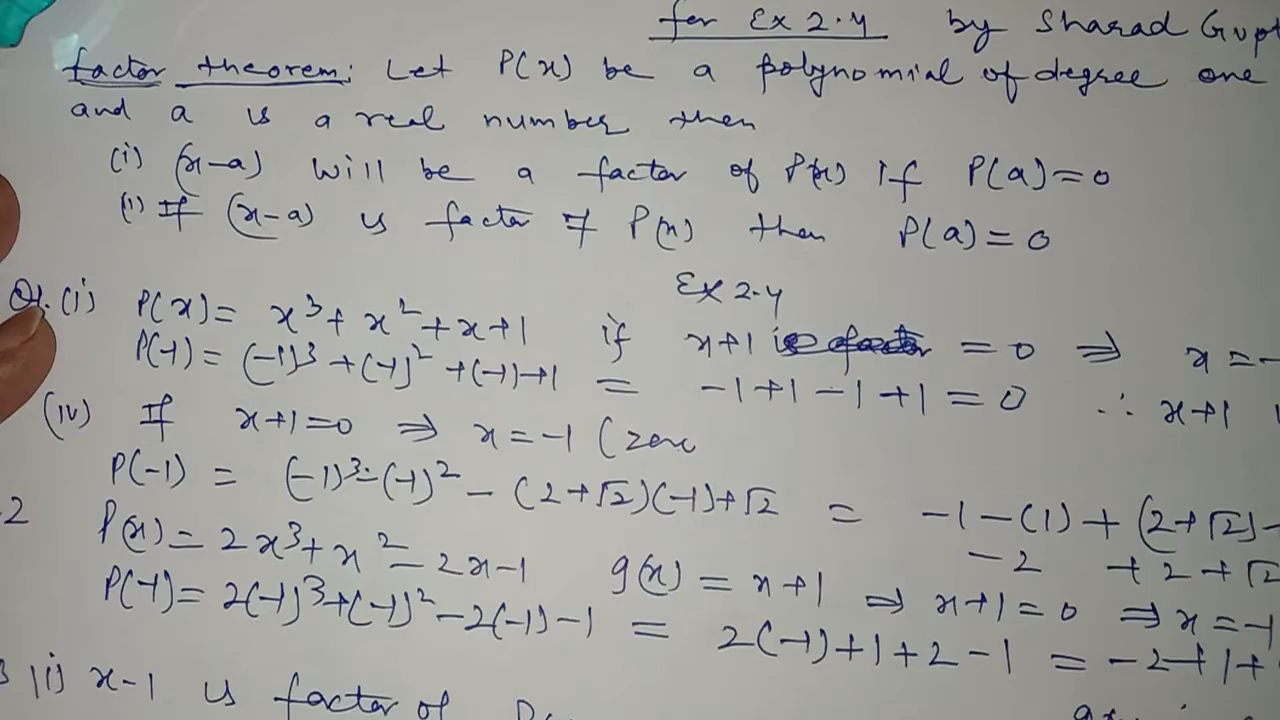 for Ex 2.4 by Sharad Gupt
factor theorem: Let P(x) be a polynomial of degree one
and a is a real number then
(i) (x-a) will be a factor of P(x) if P(a)=0
(i) If (x-a) is factor of P(x) then P(a)=0
Ex 2.4
Q1. (i) P(x)= x³+x²+x+1 if x+1 = 0 ⇒ x=-
P(-1)= (-1)³+(-1)²+(-1)+1 = -1+1-1+1=0 ∴ x+1
(iv) If x+1=0 ⇒ x=-1 (zero
P(-1) = (-1)³-(-1)²-(2+√2)(-1)+√2 = -1-(1)+(2+√2)-
-2 +2+√2
2 P(x)=2x³+x²-2x-1 g(x)=x+1 ⇒ x+1=0 ⇒ x=-1
P(-1)=2(-1)³+(-1)²-2(-1)-1 = 2(-1)+1+2-1 = -2+1+
3 (i) x-1 is factor of P